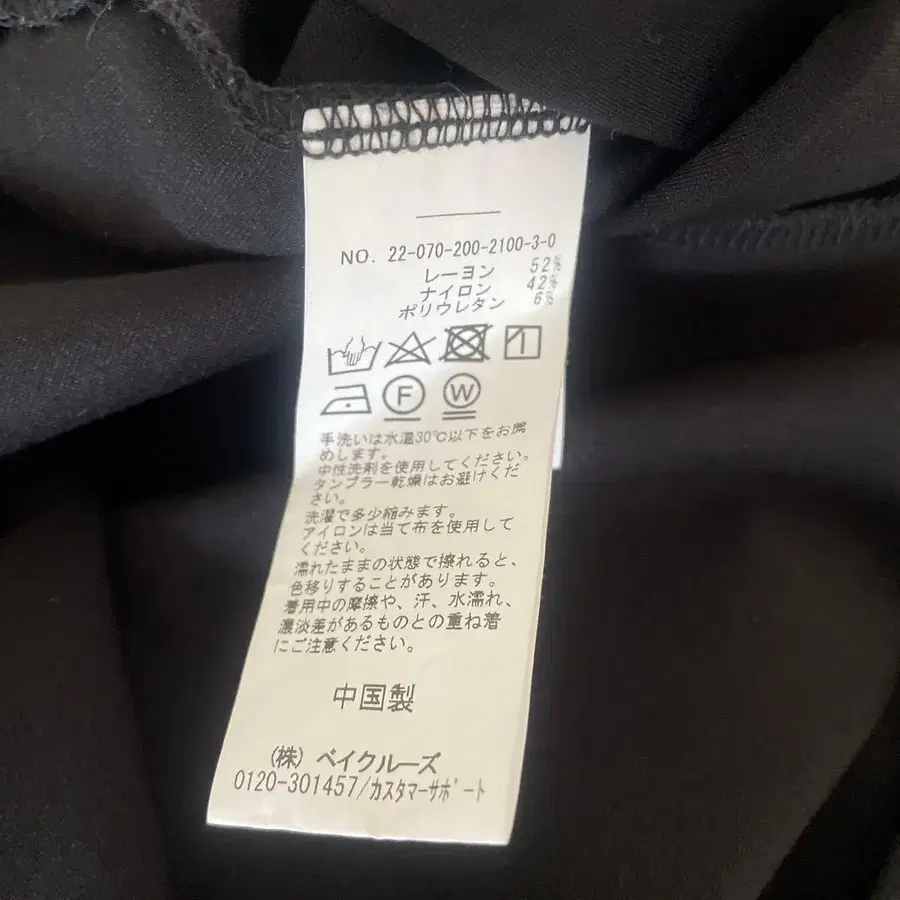 NO. 22-070-200-2100-3-0
レーヨン 52%
ナイロン 42%
ポリウレタン 6%
F W
手洗いは水温30℃以下をお薦
めします。
中性洗剤を使用してください。
タンブラー乾燥はお避けくだ
さい。
洗濯で多少縮みます。
アイロンは当て布を使用して
ください。
濡れたままの状態で擦れると、
色移りすることがあります。
着用中の摩擦や、汗、水濡れ、
濃淡差があるものとの重ね着
にご注意ください。
中国製
(株) ベイクルーズ
0120-301457/カスタマーサポート